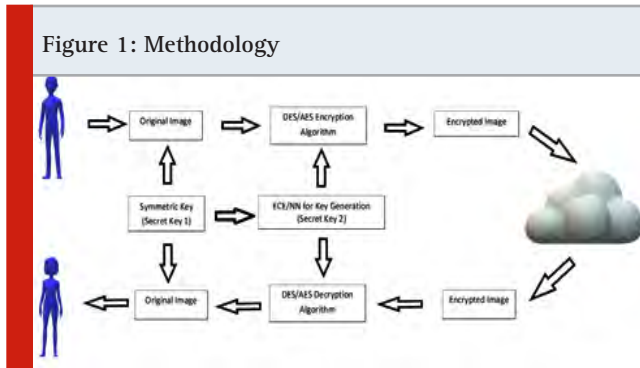 Figure 1: Methodology
Original Image
DES/AES Encryption
Algorithm
Encrypted Image
Symmetric Key
(Secret Key 1)
ECE/NN for Key Generation
(Secret Key 2)
Original Image
DES/AES Decryption
Algorithm
Encrypted Image